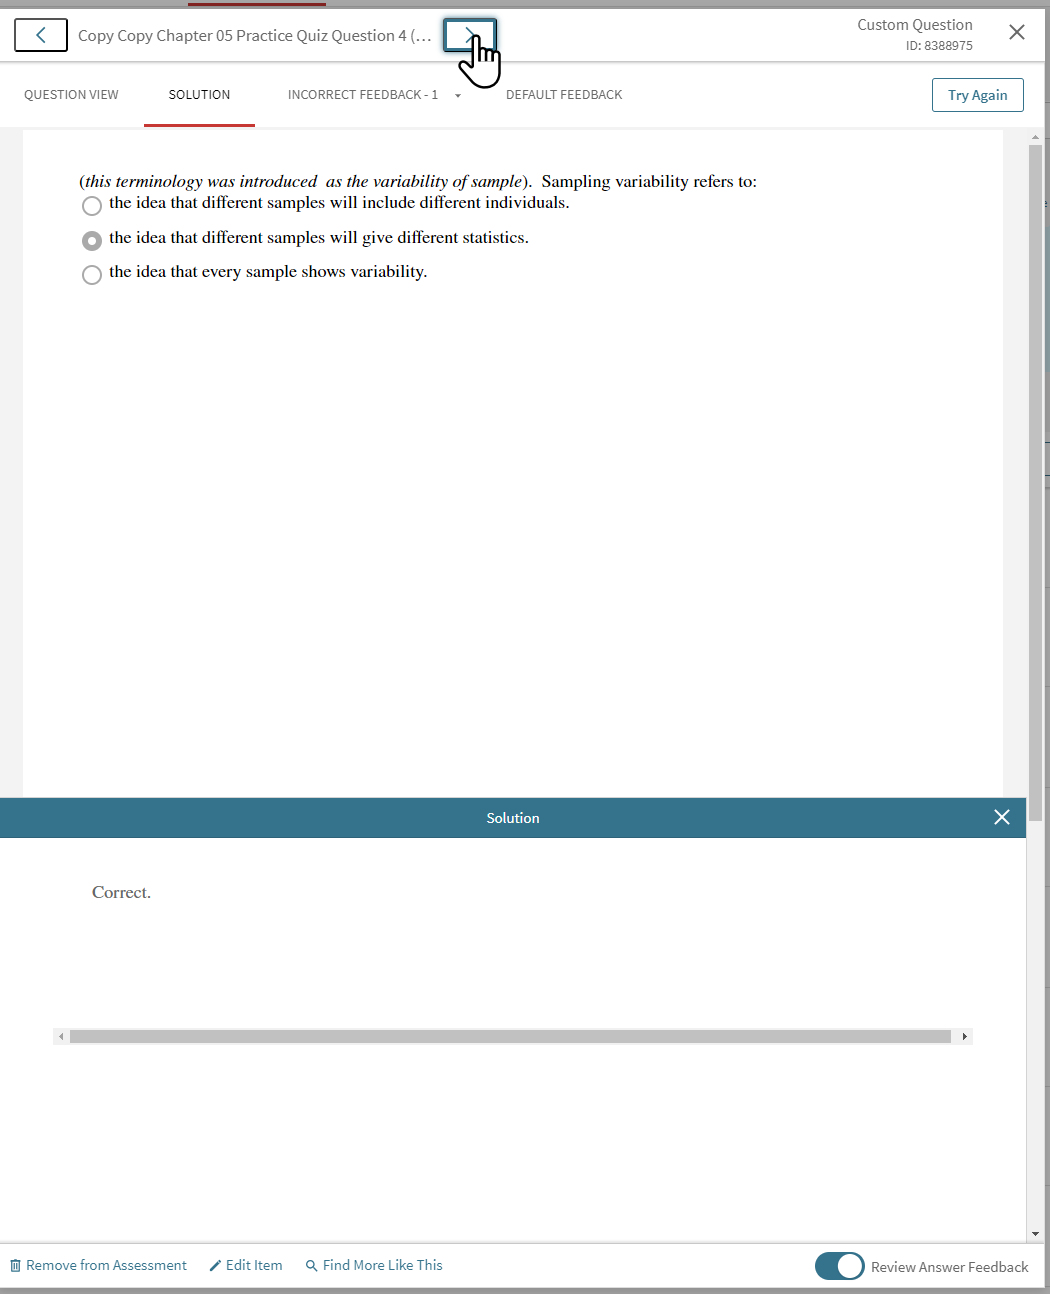 Copy Copy Chapter 05 Practice Quiz Question 4 (...
Custom Question
ID: 8388975
QUESTION VIEW
SOLUTION
INCORRECT FEEDBACK - 1
DEFAULT FEEDBACK
Try Again
(this terminology was introduced as the variability of sample). Sampling variability refers to:
the idea that different samples will include different individuals.
the idea that different samples will give different statistics.
the idea that every sample shows variability.
Solution
Correct.
Remove from Assessment
Edit Item
Find More Like This
Review Answer Feedback